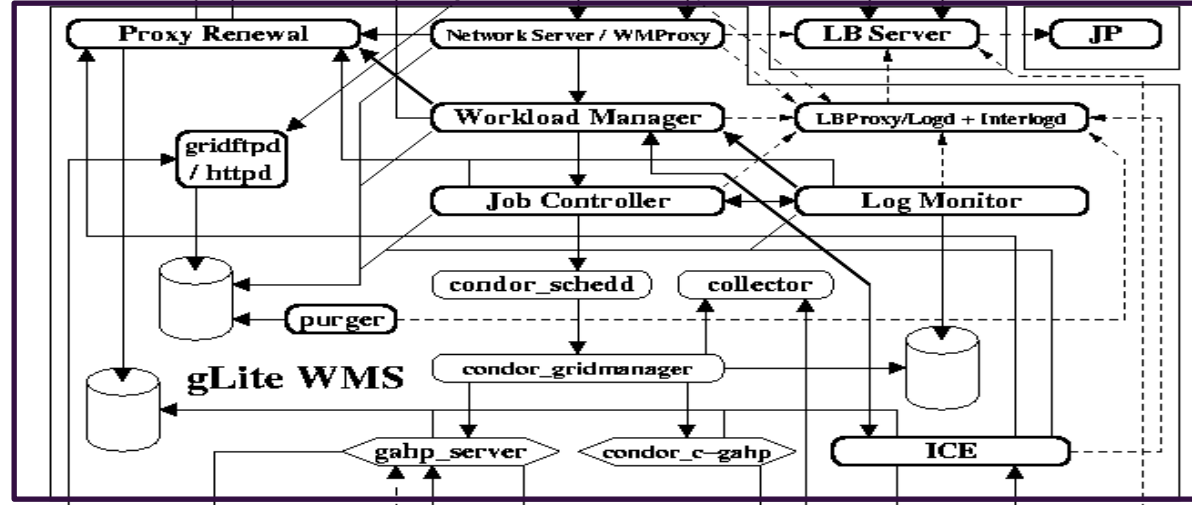 Proxy Renewal
Network Server / WMProxy
LB Server
JP
Workload Manager
LBProxy/Logd + Interlogd
gridftpd
/ httpd
Job Controller
Log Monitor
condor_schedd
collector
purger
gLite WMS
condor_gridmanager
gahp_server
condor_c-gahp
ICE